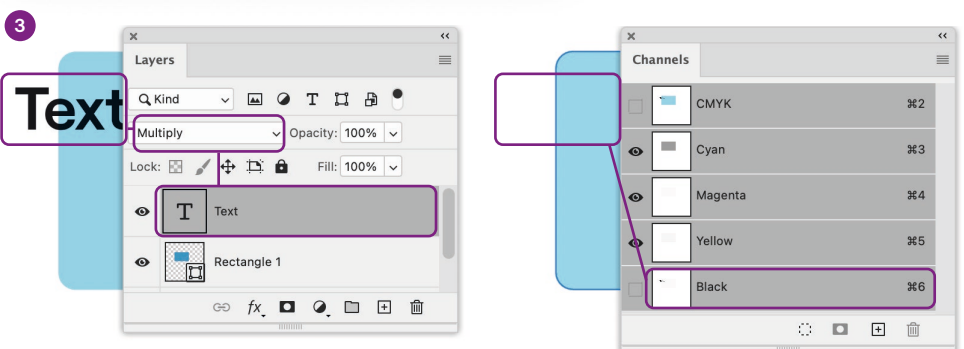 3
Text
Layers
Kind
Multiply
Opacity: 100%
Lock:
Fill: 100%
T Text
Rectangle 1
fx
Channels
CMYK ⌘2
Cyan ⌘3
Magenta ⌘4
Yellow ⌘5
Black ⌘6